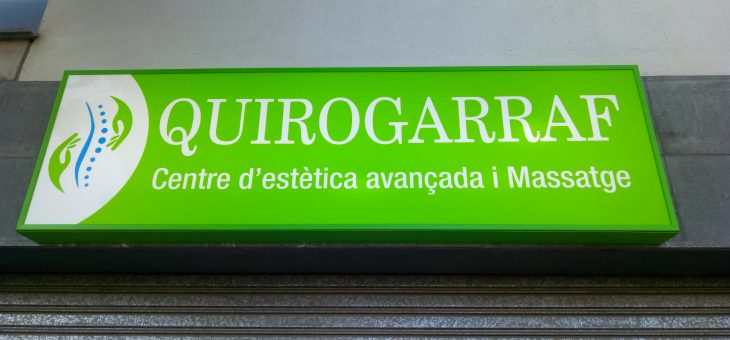 QUIROGARRAF
Centre d'estètica avançada i Massatge